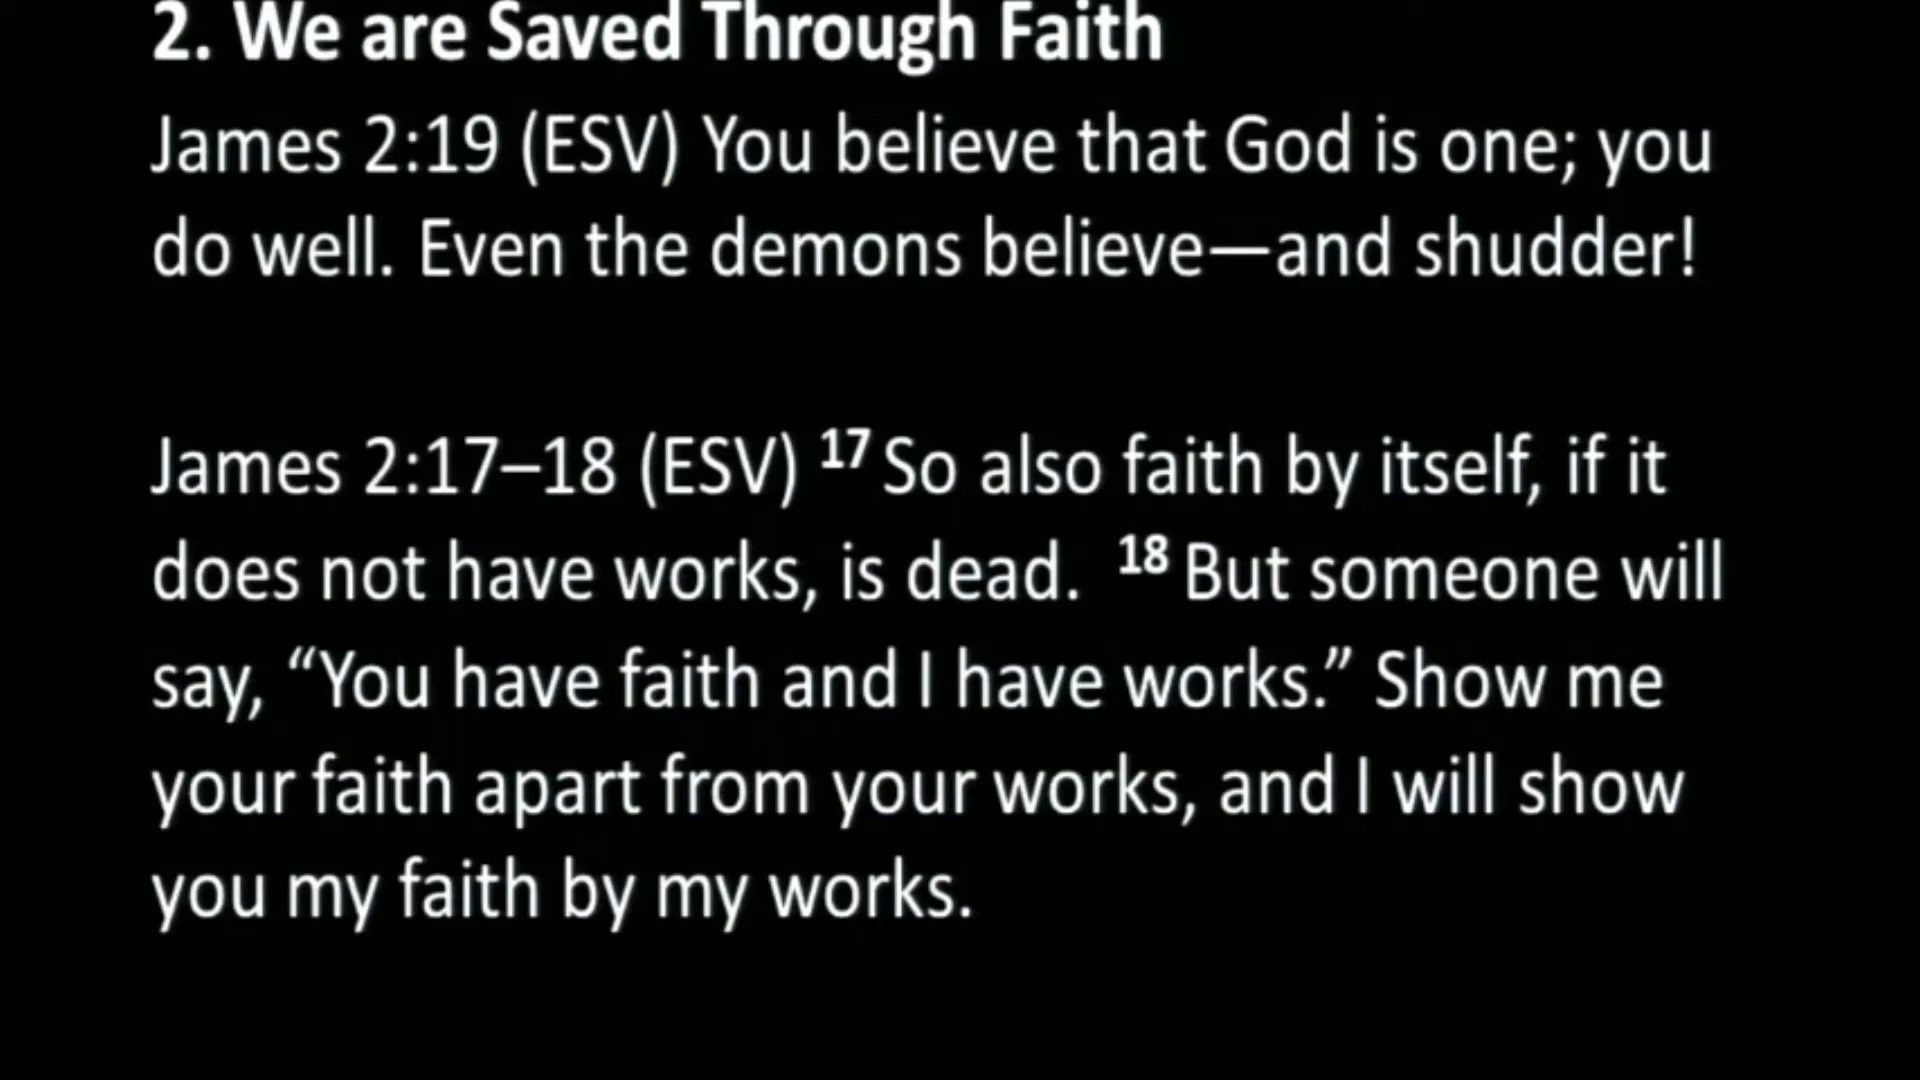 2. We are Saved Through Faith
James 2:19 (ESV) You believe that God is one; you
do well. Even the demons believe—and shudder!
James 2:17–18 (ESV) 17 So also faith by itself, if it
does not have works, is dead. 18 But someone will
say, “You have faith and I have works.” Show me
your faith apart from your works, and I will show
you my faith by my works.